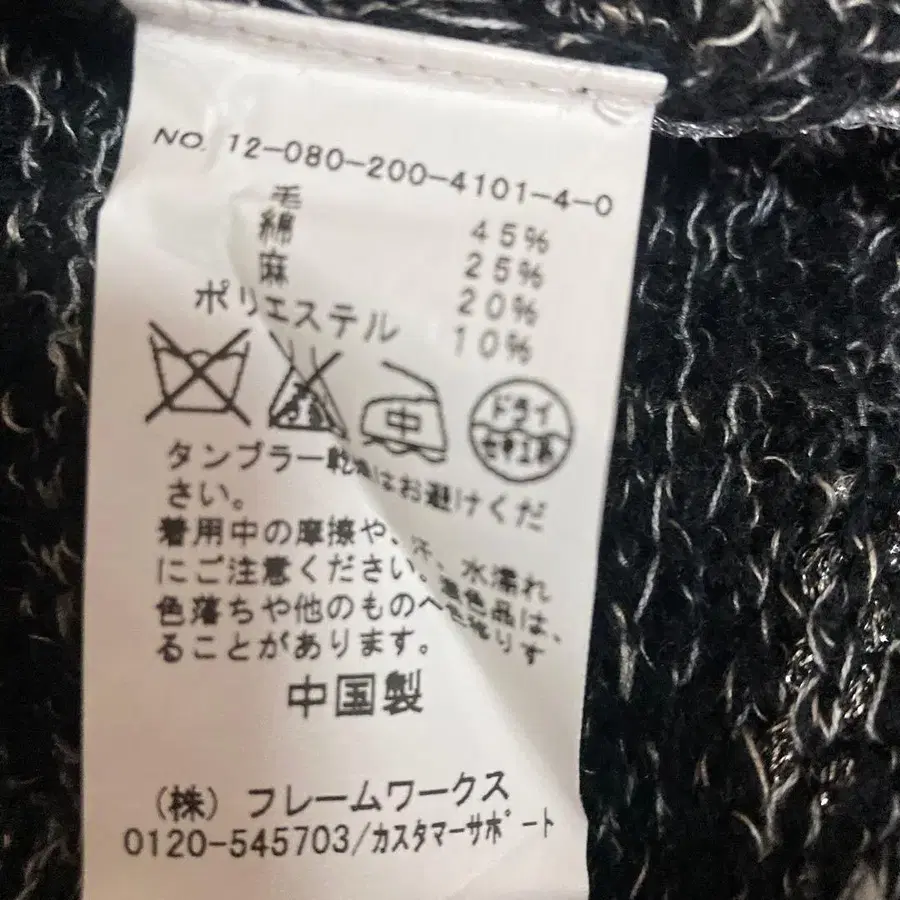 NO. 12-080-200-4101-4-0
毛 45%
綿 25%
麻 20%
ポリエステル 10%
中
ドライ
セキユ系
タンブラー乾燥はお避けくだ
さい。
着用中の摩擦や、汗、水濡れ
にご注意ください。濃色品は、
色落ちや他のものへ色移りす
ることがあります。
中国製
(株)フレームワークス
0120-545703/カスタマーサポート